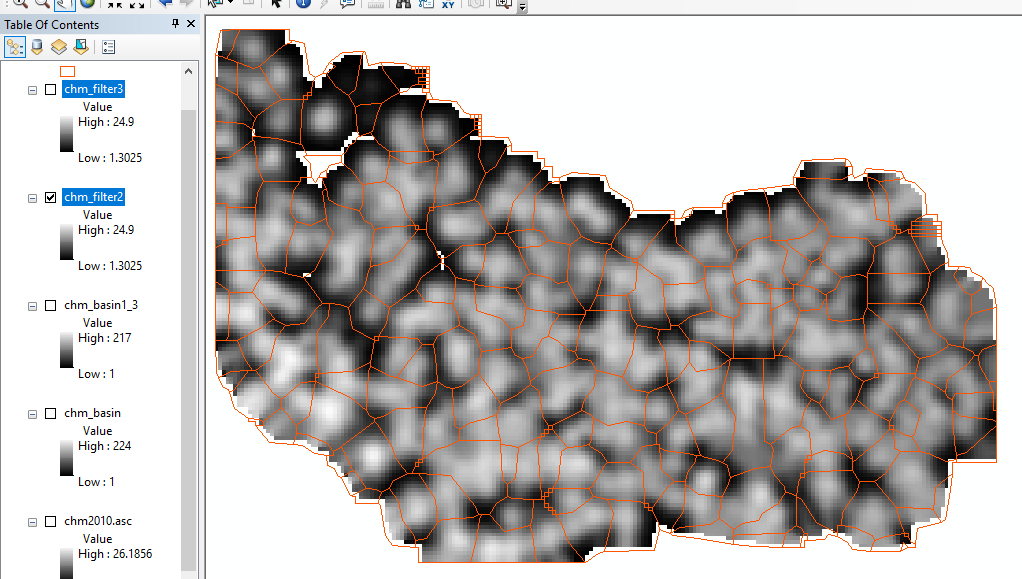 XY
Table Of Contents
chm_filter3
Value
High : 24.9
Low : 1.3025
chm_filter2
Value
High : 24.9
Low : 1.3025
chm_basin1_3
Value
High : 217
Low : 1
chm_basin
Value
High : 224
Low : 1
chm2010.asc
Value
High : 26.1856